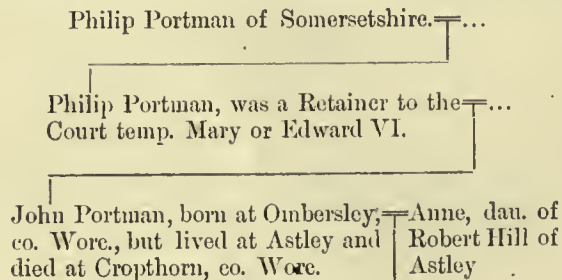 Philip Portman of Somersetshire.=...
Philip Portman, was a Retainer to the=...
Court temp. Mary or Edward VI.
John Portman, born at Ombersley,=Anne, dau. of
co. Worc., but lived at Astley and Robert Hill of
died at Cropthorn, co. Worc. Astley